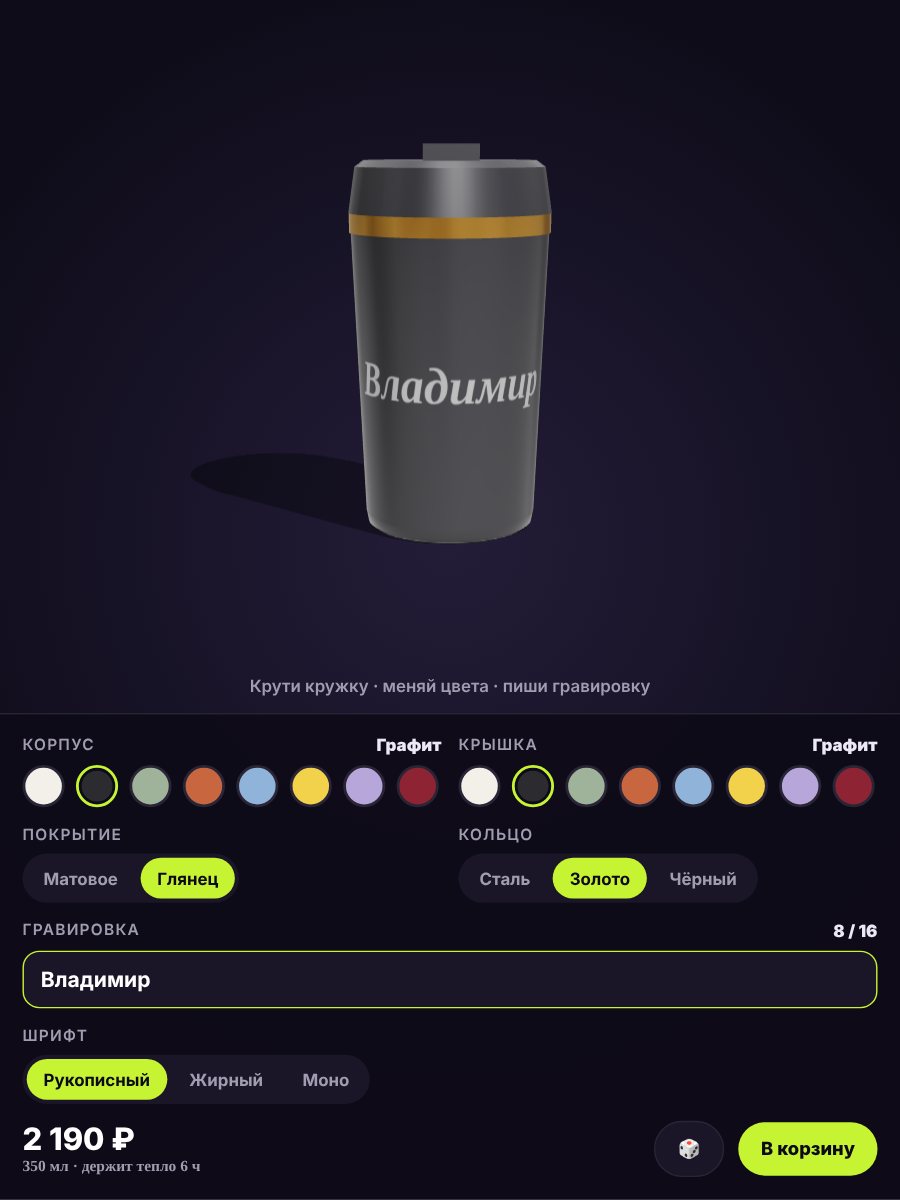 Владимир
Крути кружку · меняй цвета · пиши гравировку
КОРПУС
Графит
КРЫШКА
Графит
ПОКРЫТИЕ
Матовое
Глянец
КОЛЬЦО
Сталь
Золото
Чёрный
ГРАВИРОВКА
8 / 16
Владимир
ШРИФТ
Рукописный
Жирный
Моно
2 190 ₽
350 мл · держит тепло 6 ч
В корзину